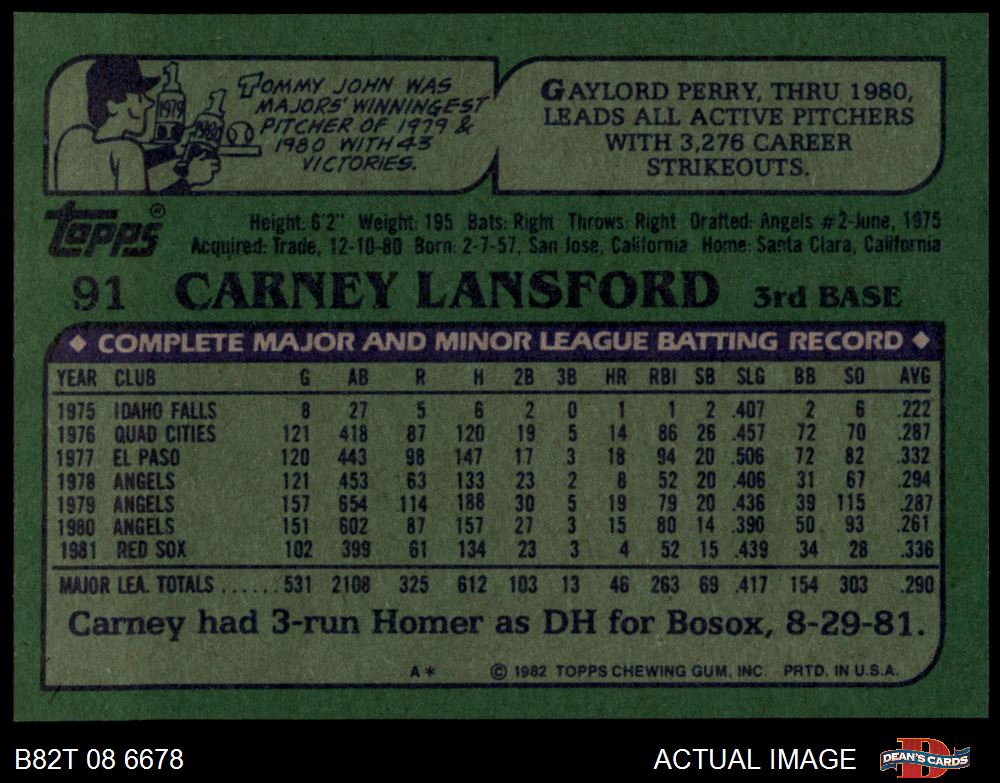 1979
1980
TOMMY JOHN WAS
MAJORS' WINNINGEST
PITCHER OF 1979 &
1980 WITH 43
VICTORIES.
GAYLORD PERRY, THRU 1980,
LEADS ALL ACTIVE PITCHERS
WITH 3,276 CAREER
STRIKEOUTS.
Topps®
Height: 6'2" Weight: 195 Bats: Right Throws: Right Drafted: Angels #2-June, 1975
Acquired: Trade, 12-10-80 Born: 2-7-57, San Jose, California Home: Santa Clara, California
91 CARNEY LANSFORD 3rd BASE
◆ COMPLETE MAJOR AND MINOR LEAGUE BATTING RECORD ◆
YEAR CLUB G AB R H 2B 3B HR RBI SB SLG BB SO AVG
1975 IDAHO FALLS 8 27 5 6 2 0 1 1 2 .407 2 6 .222
1976 QUAD CITIES 121 418 87 120 19 5 14 86 26 .457 72 70 .287
1977 EL PASO 120 443 98 147 17 3 18 94 20 .506 72 82 .332
1978 ANGELS 121 453 63 133 23 2 8 52 20 .406 31 67 .294
1979 ANGELS 157 654 114 188 30 5 19 79 20 .436 39 115 .287
1980 ANGELS 151 602 87 157 27 3 15 80 14 .390 50 93 .261
1981 RED SOX 102 399 61 134 23 3 4 52 15 .439 34 28 .336
MAJOR LEA. TOTALS ...... 531 2108 325 612 103 13 46 263 69 .417 154 303 .290
Carney had 3-run Homer as DH for Bosox, 8-29-81.
A* © 1982 TOPPS CHEWING GUM, INC. PRTD. IN U.S.A.
B82T 08 6678 ACTUAL IMAGE DEAN'S CARDS